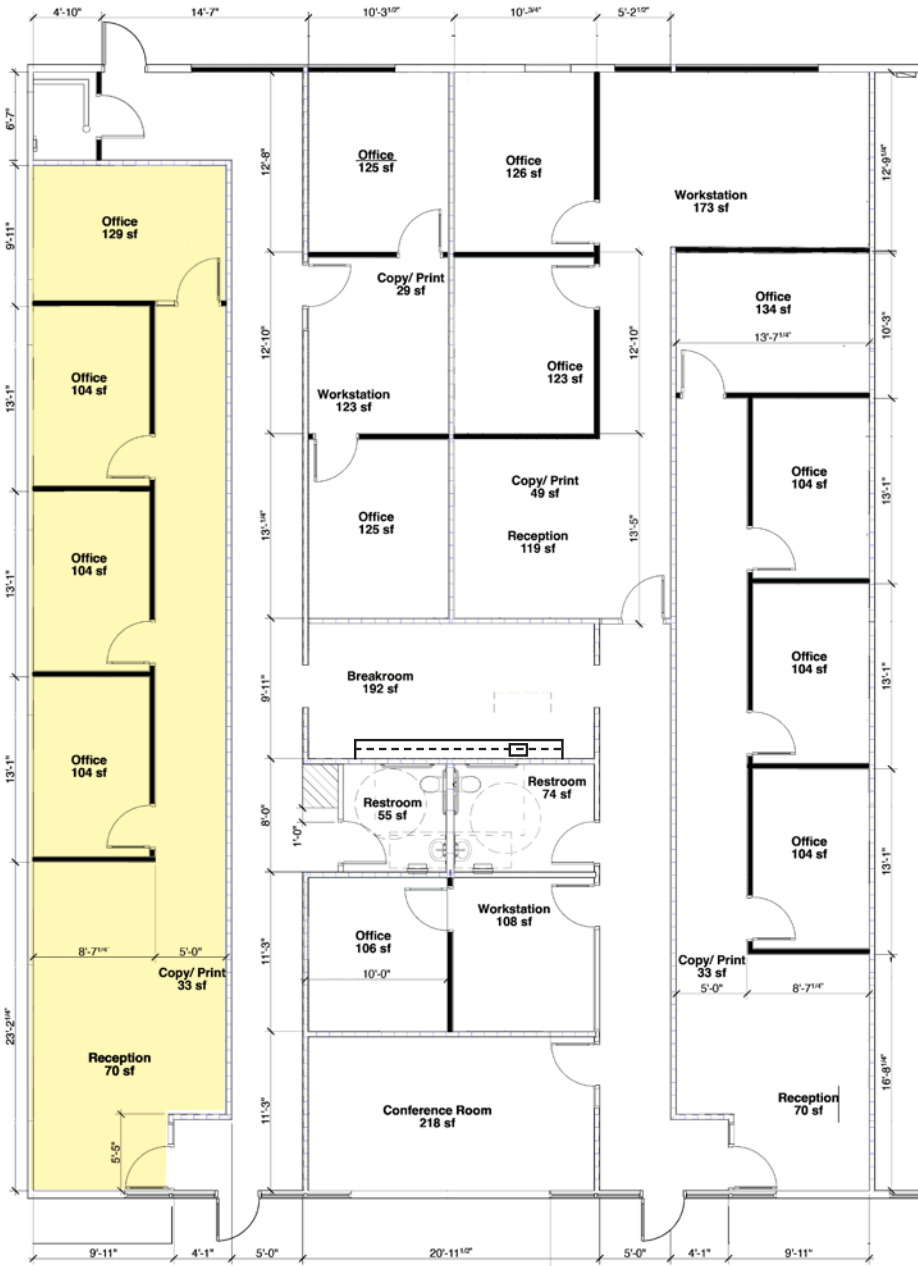 4'-10"
14'-7"
10'-3 1/2"
10'-3/4"
5'-2 1/2"
6'-7"
12'-8"
12'-9 1/4"
Office
125 sf
Office
126 sf
Workstation
173 sf
Office
129 sf
9'-11"
Copy/ Print
29 sf
Office
134 sf
13'-7 1/4"
10'-3"
12'-10"
12'-10"
Office
123 sf
Workstation
123 sf
Office
104 sf
13'-1"
Copy/ Print
49 sf
Reception
119 sf
Office
125 sf
13'-1/4"
13'-5"
Office
104 sf
13'-1"
Office
104 sf
13'-1"
Breakroom
192 sf
9'-11"
Office
104 sf
13'-1"
Office
104 sf
13'-1"
Restroom
55 sf
Restroom
74 sf
8'-0"
1'-0"
Office
104 sf
13'-1"
Office
106 sf
10'-0"
Workstation
108 sf
11'-3"
8'-7 1/4"
5'-0"
Copy/ Print
33 sf
Copy/ Print
33 sf
5'-0"
8'-7 1/4"
23'-2 1/4"
Reception
70 sf
5'-5"
Conference Room
218 sf
11'-3"
Reception
70 sf
16'-8 1/4"
9'-11"
4'-1"
5'-0"
20'-11 1/2"
5'-0"
4'-1"
9'-11"